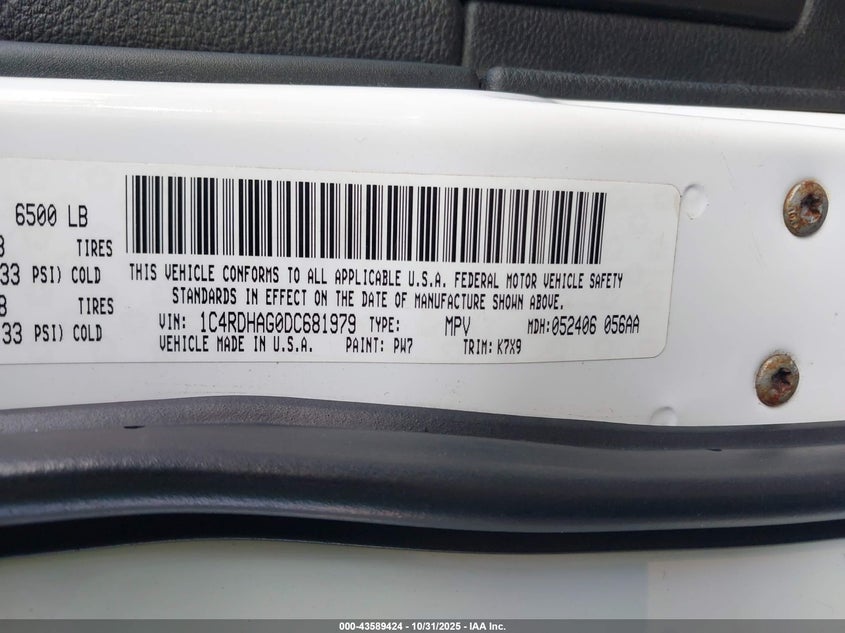 6500 LB
8 TIRES
33 PSI) COLD
8 TIRES
33 PSI) COLD
THIS VEHICLE CONFORMS TO ALL APPLICABLE U.S.A. FEDERAL MOTOR VEHICLE SAFETY
STANDARDS IN EFFECT ON THE DATE OF MANUFACTURE SHOWN ABOVE.
VIN: 1C4RDHAG0DC681979 TYPE: MPV MDH:052406 056AA
VEHICLE MADE IN U.S.A. PAINT: PW7 TRIM: K7X9
000-43589424 - 10/31/2025 - IAA Inc.